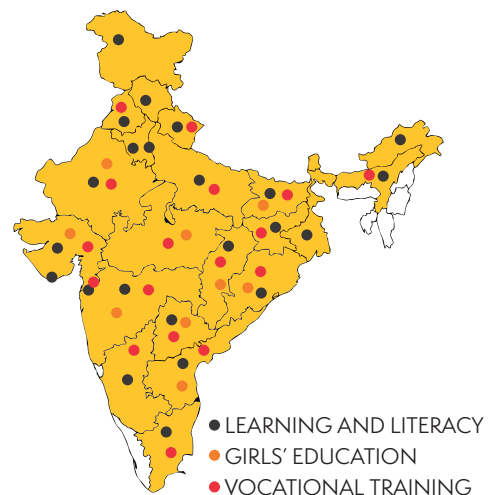 LEARNING AND LITERACY
GIRLS' EDUCATION
VOCATIONAL TRAINING